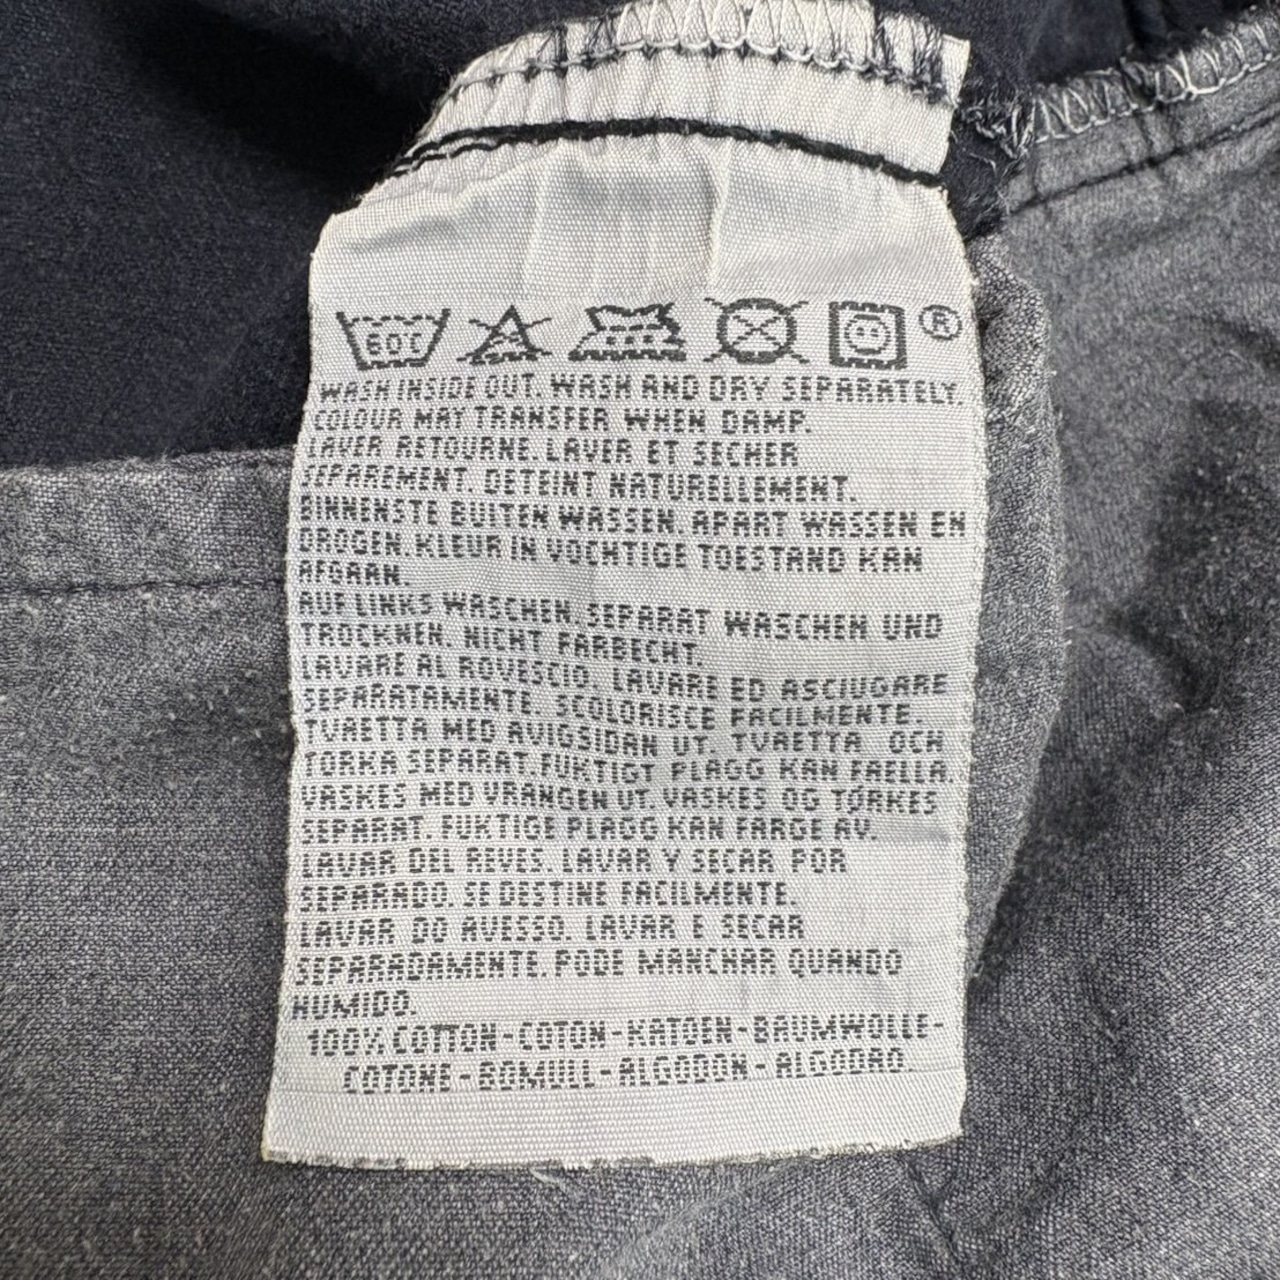 60°C ®
WASH INSIDE OUT. WASH AND DRY SEPARATELY.
COLOUR MAY TRANSFER WHEN DAMP.
LAVER RETOURNE. LAVER ET SECHER
SEPAREMENT. DETEINT NATURELLEMENT.
BINNENSTE BUITEN WASSEN. APART WASSEN EN
DROGEN. KLEUR IN VOCHTIGE TOESTAND KAN
AFGAAN.
AUF LINKS WASCHEN. SEPARAT WASCHEN UND
TROCKNEN. NICHT FARBECHT.
LAVARE AL ROVESCIO. LAVARE ED ASCIUGARE
SEPARATAMENTE. SCOLORISCE FACILMENTE.
TVAETTA MED AVIGSIDAN UT. TVAETTA OCH
TORKA SEPARAT. FUKTIGT PLAGG KAN FAELLA.
VASKES MED VRANGEN UT. VASKES OG TØRKES
SEPARAT. FUKTIGE PLAGG KAN FARGE AV.
LAVAR DEL REVES. LAVAR Y SECAR POR
SEPARADO. SE DESTINE FACILMENTE.
LAVAR DO AVESSO. LAVAR E SECAR
SEPARADAMENTE. PODE MANCHAR QUANDO
HUMIDO.
100% COTTON-COTON-KATOEN-BAUMWOLLE-
COTONE-BOMULL-ALGODON-ALGODAO.